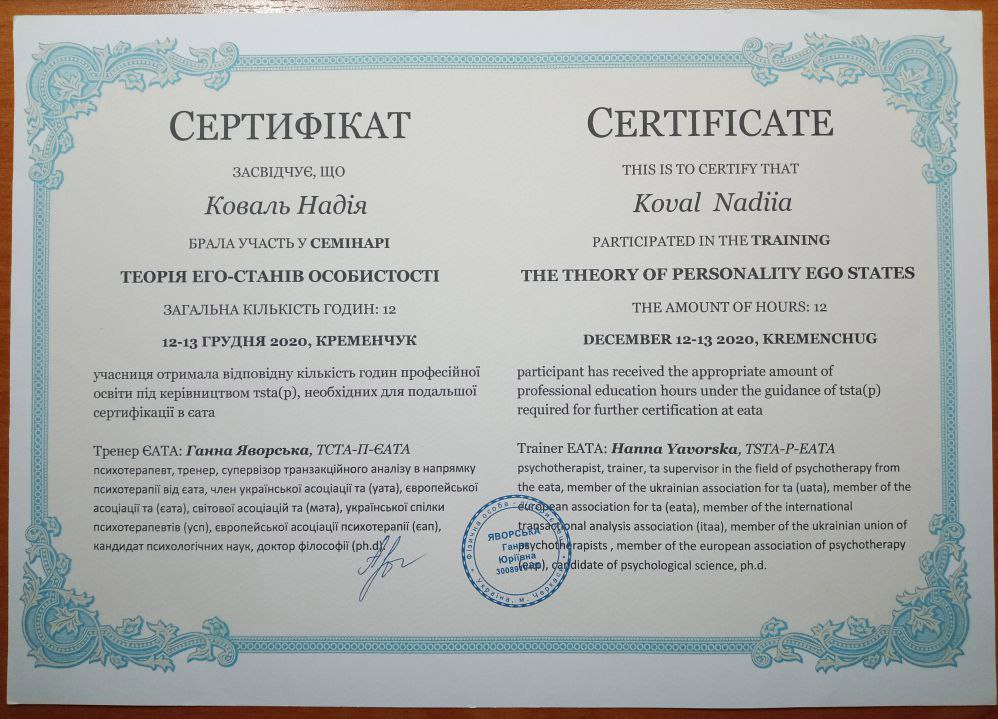 СЕРТИФІКАТ
ЗАСВІДЧУЄ, ЩО
Коваль Надія
БРАЛА УЧАСТЬ У СЕМІНАРІ
ТЕОРІЯ ЕГО-СТАНІВ ОСОБИСТОСТІ
ЗАГАЛЬНА КІЛЬКІСТЬ ГОДИН: 12
12-13 ГРУДНЯ 2020, КРЕМЕНЧУК
учасниця отримала відповідну кількість годин професійної
освіти під керівництвом tsta(p), необхідних для подальшої
сертифікації в єата
Тренер ЄАТА: Ганна Яворська, ТСТА-П-ЄАТА
психотерапевт, тренер, супервізор транзакційного аналізу в напрямку
психотерапії від єата, член української асоціації та (уата), європейської
асоціації та (єата), світової асоціацій та (мата), української спілки
психотерапевтів (усп), європейської асоціації психотерапії (єап),
кандидат психологічних наук, доктор філософії (ph.d).
CERTIFICATE
THIS IS TO CERTIFY THAT
Koval Nadiia
PARTICIPATED IN THE TRAINING
THE THEORY OF PERSONALITY EGO STATES
THE AMOUNT OF HOURS: 12
DECEMBER 12-13 2020, KREMENCHUG
participant has received the appropriate amount of
professional education hours under the guidance of tsta(p)
required for further certification at eata
Trainer EATA: Hanna Yavorska, TSTA-P-EATA
psychotherapist, trainer, ta supervisor in the field of psychotherapy from
the eata, member of the ukrainian association for ta (uata), member of the
european association for ta (eata), member of the international
transactional analysis association (itaa), member of the ukrainian union of
psychotherapists , member of the european association of psychotherapy
(eap), candidate of psychological science, ph.d.
Фізична особа -
ЯВОРСЬКА
Ганна
Юріївна
Україна, м.